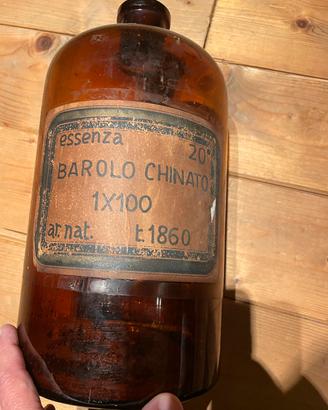 essenza 20°
BAROLO CHINATO
1X100
ar. nat. t.1860